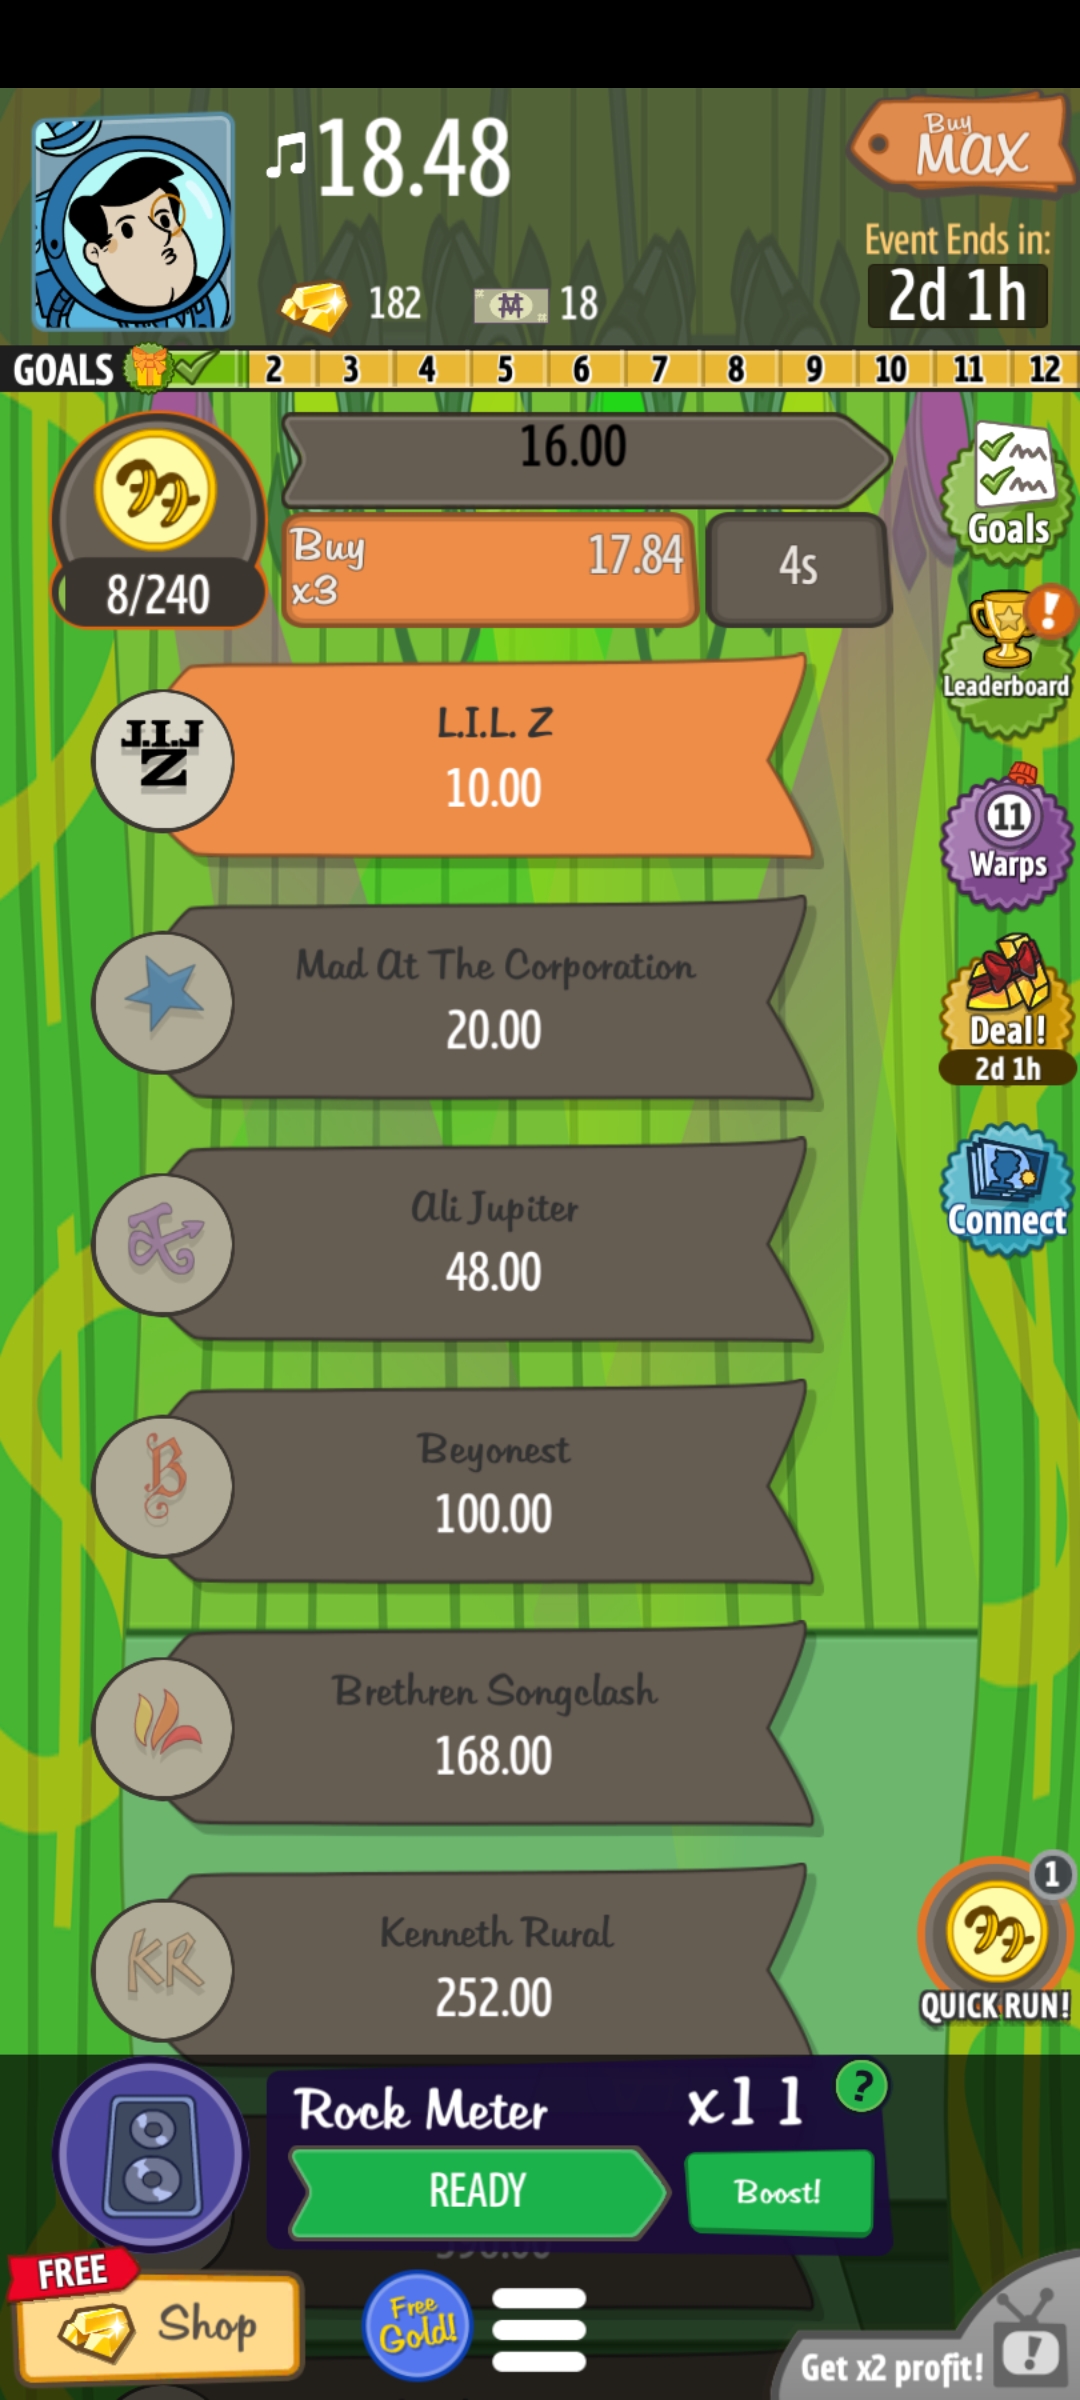 ♫18.48
Buy
MAX
Event Ends in:
2d 1h
182
18
GOALS 2 3 4 5 6 7 8 9 10 11 12
16.00
Buy
x3
17.84
4s
8/240
Goals
!
Leaderboard
L.I.L. Z
10.00
L.I.L.
Z
11
Warps
Mad At The Corporation
20.00
Deal!
2d 1h
Ali Jupiter
48.00
Connect
Beyonest
100.00
B
Brethren Songclash
168.00
Kenneth Rural
252.00
KR
1
QUICK RUN!
Rock Meter
x11
?
READY
Boost!
FREE
Shop
Free
Gold!
Get x2 profit!
!